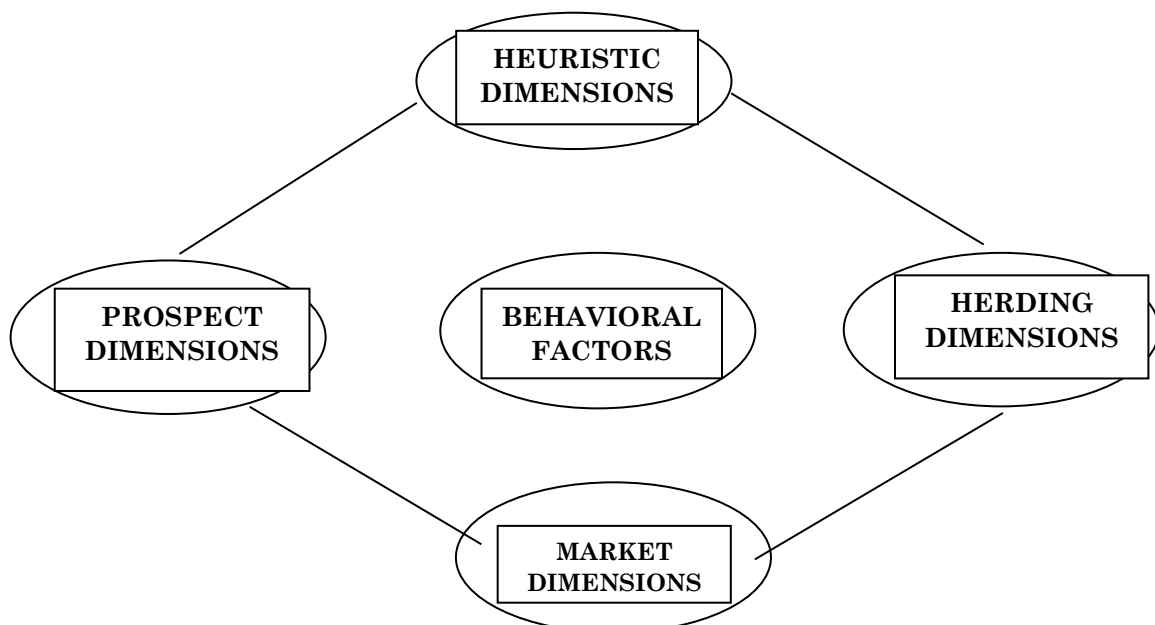 HEURISTIC
DIMENSIONS
PROSPECT
DIMENSIONS
BEHAVIORAL
FACTORS
HERDING
DIMENSIONS
MARKET
DIMENSIONS